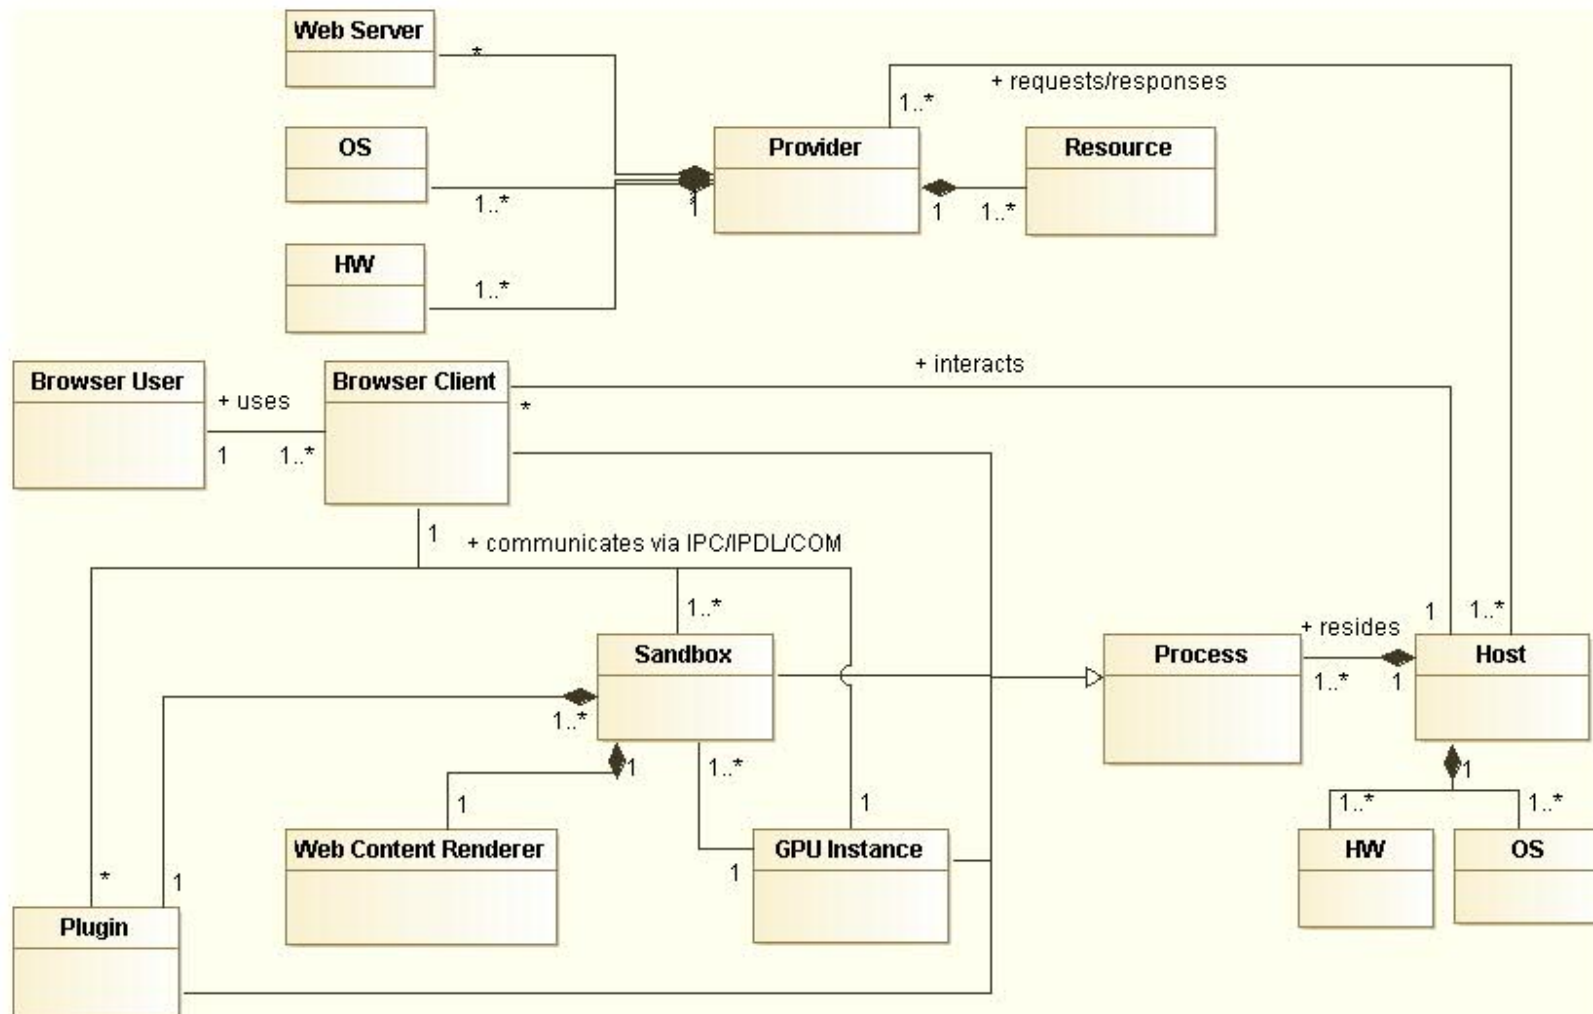 Web Server
*
+ requests/responses
1..*
OS
Provider
Resource
1..*
1
1
1..*
HW
1..*
+ interacts
Browser User
Browser Client
+ uses
*
1
1..*
1
+ communicates via IPC/IPDL/COM
1..*
1
1..*
+ resides
Sandbox
Process
Host
1..*
1
1..*
1
1..*
1
1
1
1..*
1..*
Web Content Renderer
GPU Instance
HW
OS
1
*
1
Plugin